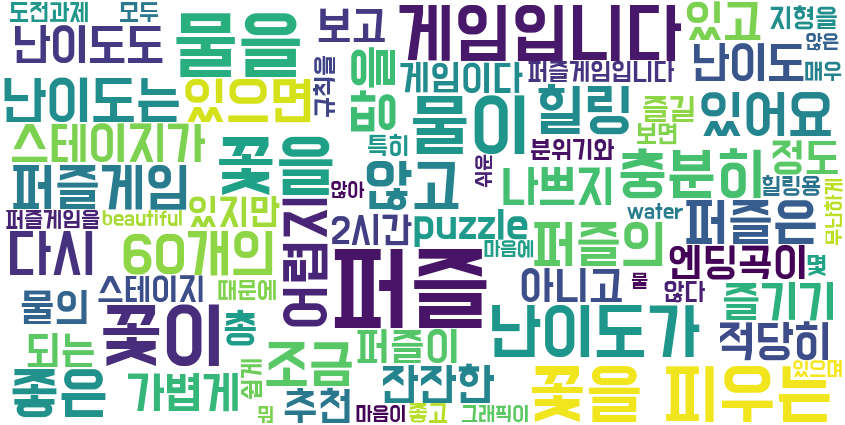 도전과제 모두 물을 보고 게임입니다 있고 지형을
난이도도 규칙을 팡을 게임이다 퍼즐게임입니다 난이도 않은
매우
난이도는 있으면 물이 힐링 즐길 있어요
스테이지가 꽃을 특히 분위기와 보면 정도
퍼즐게임 않아 않고 쉬운 나쁘지 충분히 힐링용
퍼즐게임을 beautiful 있지만 어렵지 2시간 puzzle water 퍼즐은 무난하게
다시 60개의 퍼즐 마음에 퍼즐의 엔딩곡이 몇
물의 스테이지 때문에 아니고 물 않다 즐기기
되는 꽃이 총 퍼즐이 난이도가 적당히
좋은 가볍게 쉽게 조금 잔잔한 꽃을 피우는 있으며
뭔 추천 마음이 좋고 그래픽이